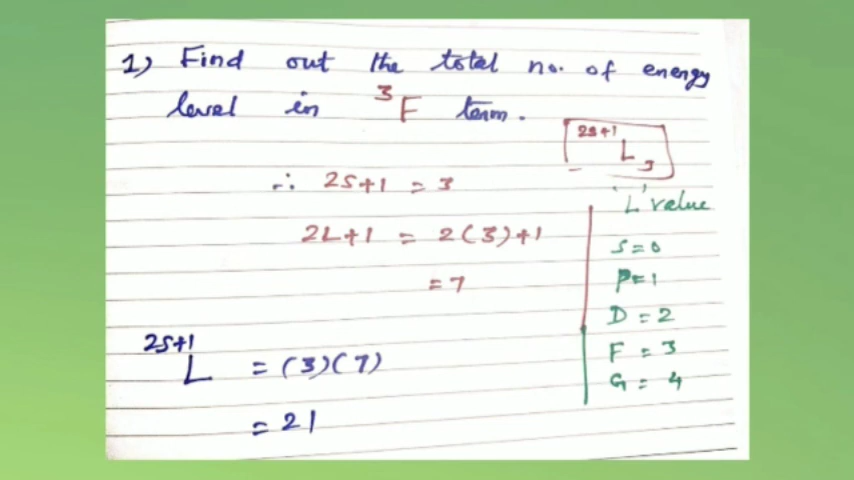 1) Find out the total no. of energy
level in ³F term.
2S+1 L J
∴ 2S+1 = 3
'L' value
2L+1 = 2(3)+1
S=0
= 7
P=1
D = 2
2S+1 L = (3)(7)
F = 3
G = 4
= 21